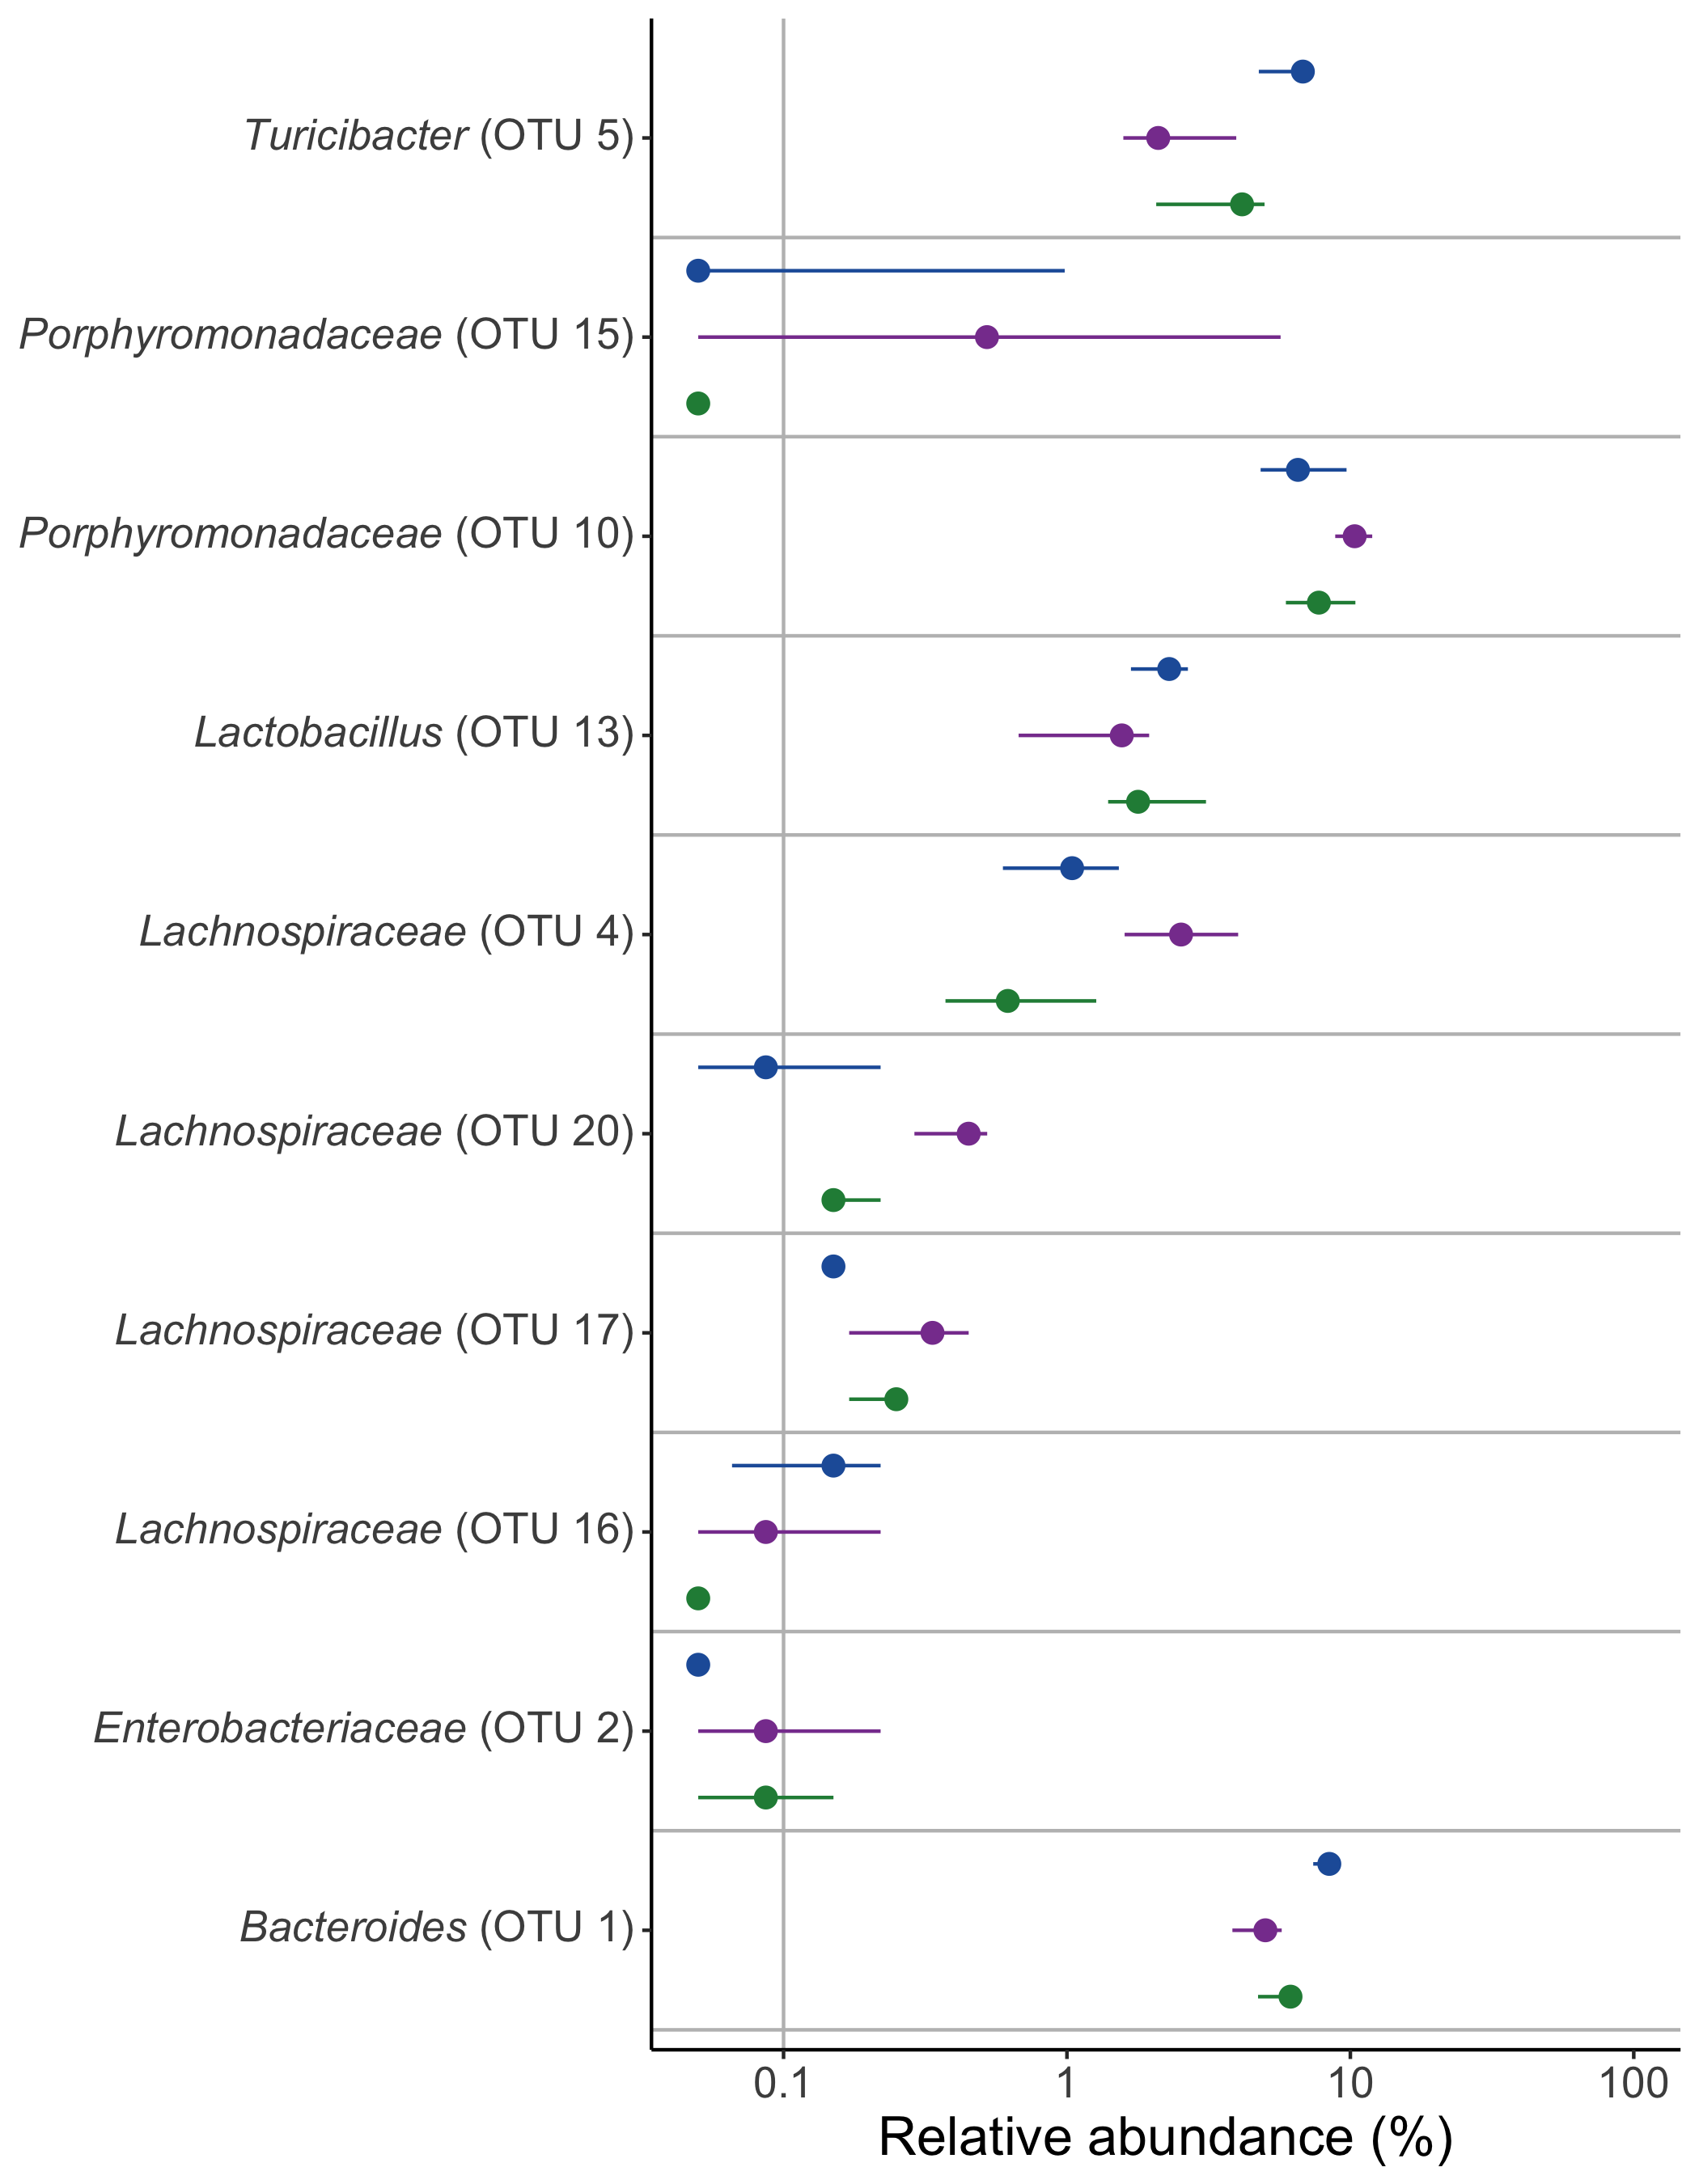 Turicibacter (OTU 5)
Porphyromonadaceae (OTU 15)
Porphyromonadaceae (OTU 10)
Lactobacillus (OTU 13)
Lachnospiraceae (OTU 4)
Lachnospiraceae (OTU 20)
Lachnospiraceae (OTU 17)
Lachnospiraceae (OTU 16)
Enterobacteriaceae (OTU 2)
Bacteroides (OTU 1)
0.1 1 10 100
Relative abundance (%)